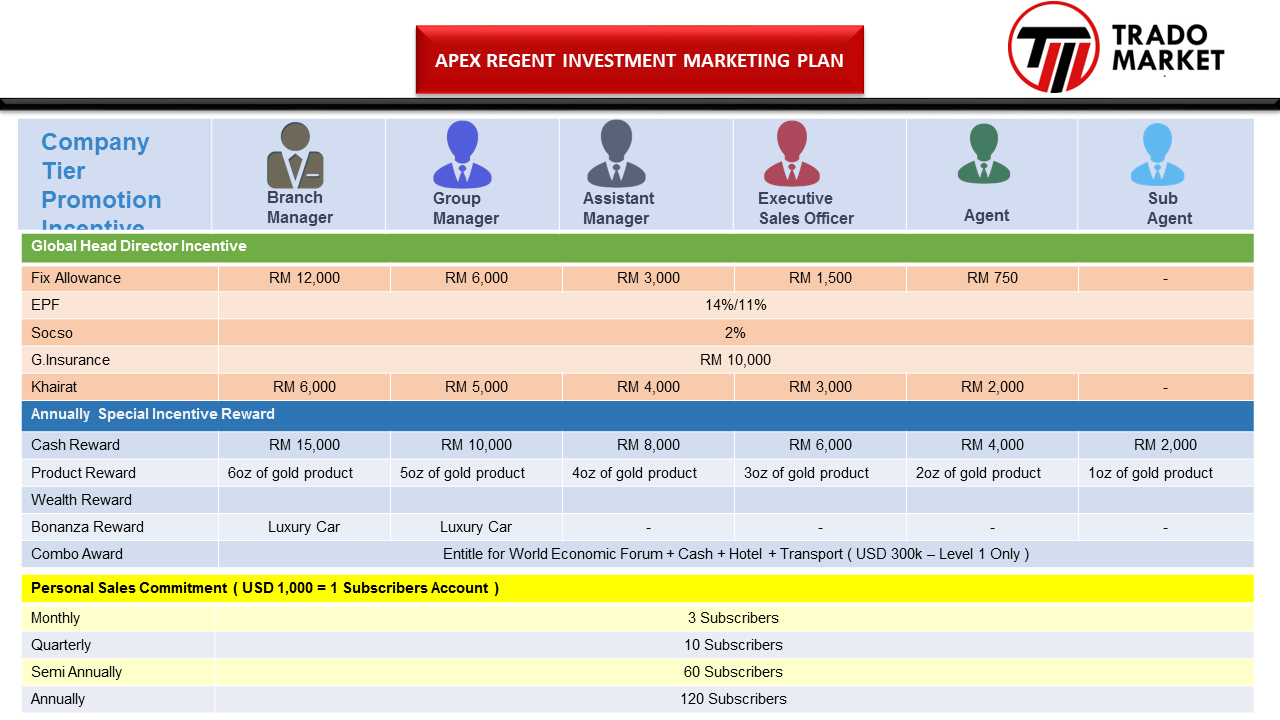 APEX REGENT INVESTMENT MARKETING PLAN
TM TRADO
MARKET
Company
Tier
Promotion
Incentive
Branch
Manager
Group
Manager
Assistant
Manager
Executive
Sales Officer
Agent
Sub
Agent
Global Head Director Incentive
Fix Allowance RM 12,000 RM 6,000 RM 3,000 RM 1,500 RM 750 -
EPF 14%/11%
Socso 2%
G.Insurance RM 10,000
Khairat RM 6,000 RM 5,000 RM 4,000 RM 3,000 RM 2,000 -
Annually Special Incentive Reward
Cash Reward RM 15,000 RM 10,000 RM 8,000 RM 6,000 RM 4,000 RM 2,000
Product Reward 6oz of gold product 5oz of gold product 4oz of gold product 3oz of gold product 2oz of gold product 1oz of gold product
Wealth Reward
Bonanza Reward Luxury Car Luxury Car - - - -
Combo Award Entitle for World Economic Forum + Cash + Hotel + Transport ( USD 300k – Level 1 Only )
Personal Sales Commitment ( USD 1,000 = 1 Subscribers Account )
Monthly 3 Subscribers
Quarterly 10 Subscribers
Semi Annually 60 Subscribers
Annually 120 Subscribers